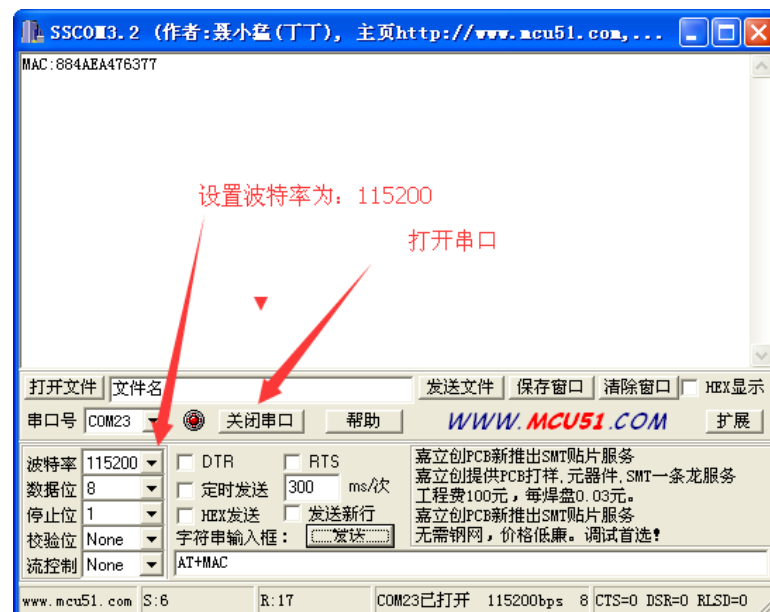 SSCOM3.2 (作者:聂小猛(丁丁), 主页http://www.mcu51.com,...
MAC:884AEA476377
设置波特率为：115200
打开串口
打开文件 文件名 发送文件 保存窗口 清除窗口 HEX显示
串口号 COM23 关闭串口 帮助 WWW.MCU51.COM 扩展
波特率 115200 DTR RTS
数据位 8 定时发送 300 ms/次
停止位 1 HEX发送 发送新行
校验位 None 字符串输入框： 发送
流控制 None AT+MAC
嘉立创PCB新推出SMT贴片服务
嘉立创提供PCB打样,元器件,SMT一条龙服务
工程费100元，每焊盘0.03元。
嘉立创PCB新推出SMT贴片服务
无需钢网，价格低廉。调试首选！
www.mcu51.com S:6 R:17 COM23已打开 115200bps 8 CTS=0 DSR=0 RLSD=0